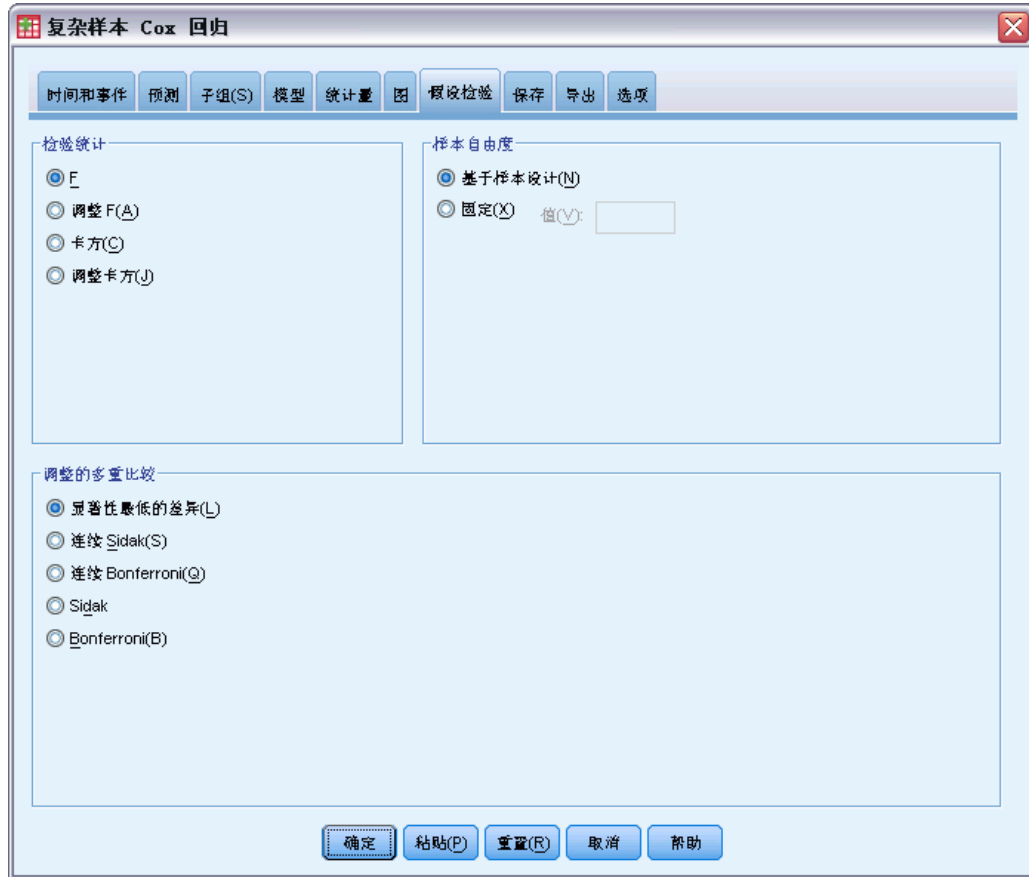 复杂样本 Cox 回归
时间和事件 预测 子组(S) 模型 统计量 图 假设检验 保存 导出 选项
检验统计
F
调整 F(A)
卡方(C)
调整卡方(J)
样本自由度
基于样本设计(N)
固定(X) 值(V):
调整的多重比较
显著性最低的差异(L)
连续 Sidak(S)
连续 Bonferroni(Q)
Sidak
Bonferroni(B)
确定 粘贴(P) 重置(R) 取消 帮助